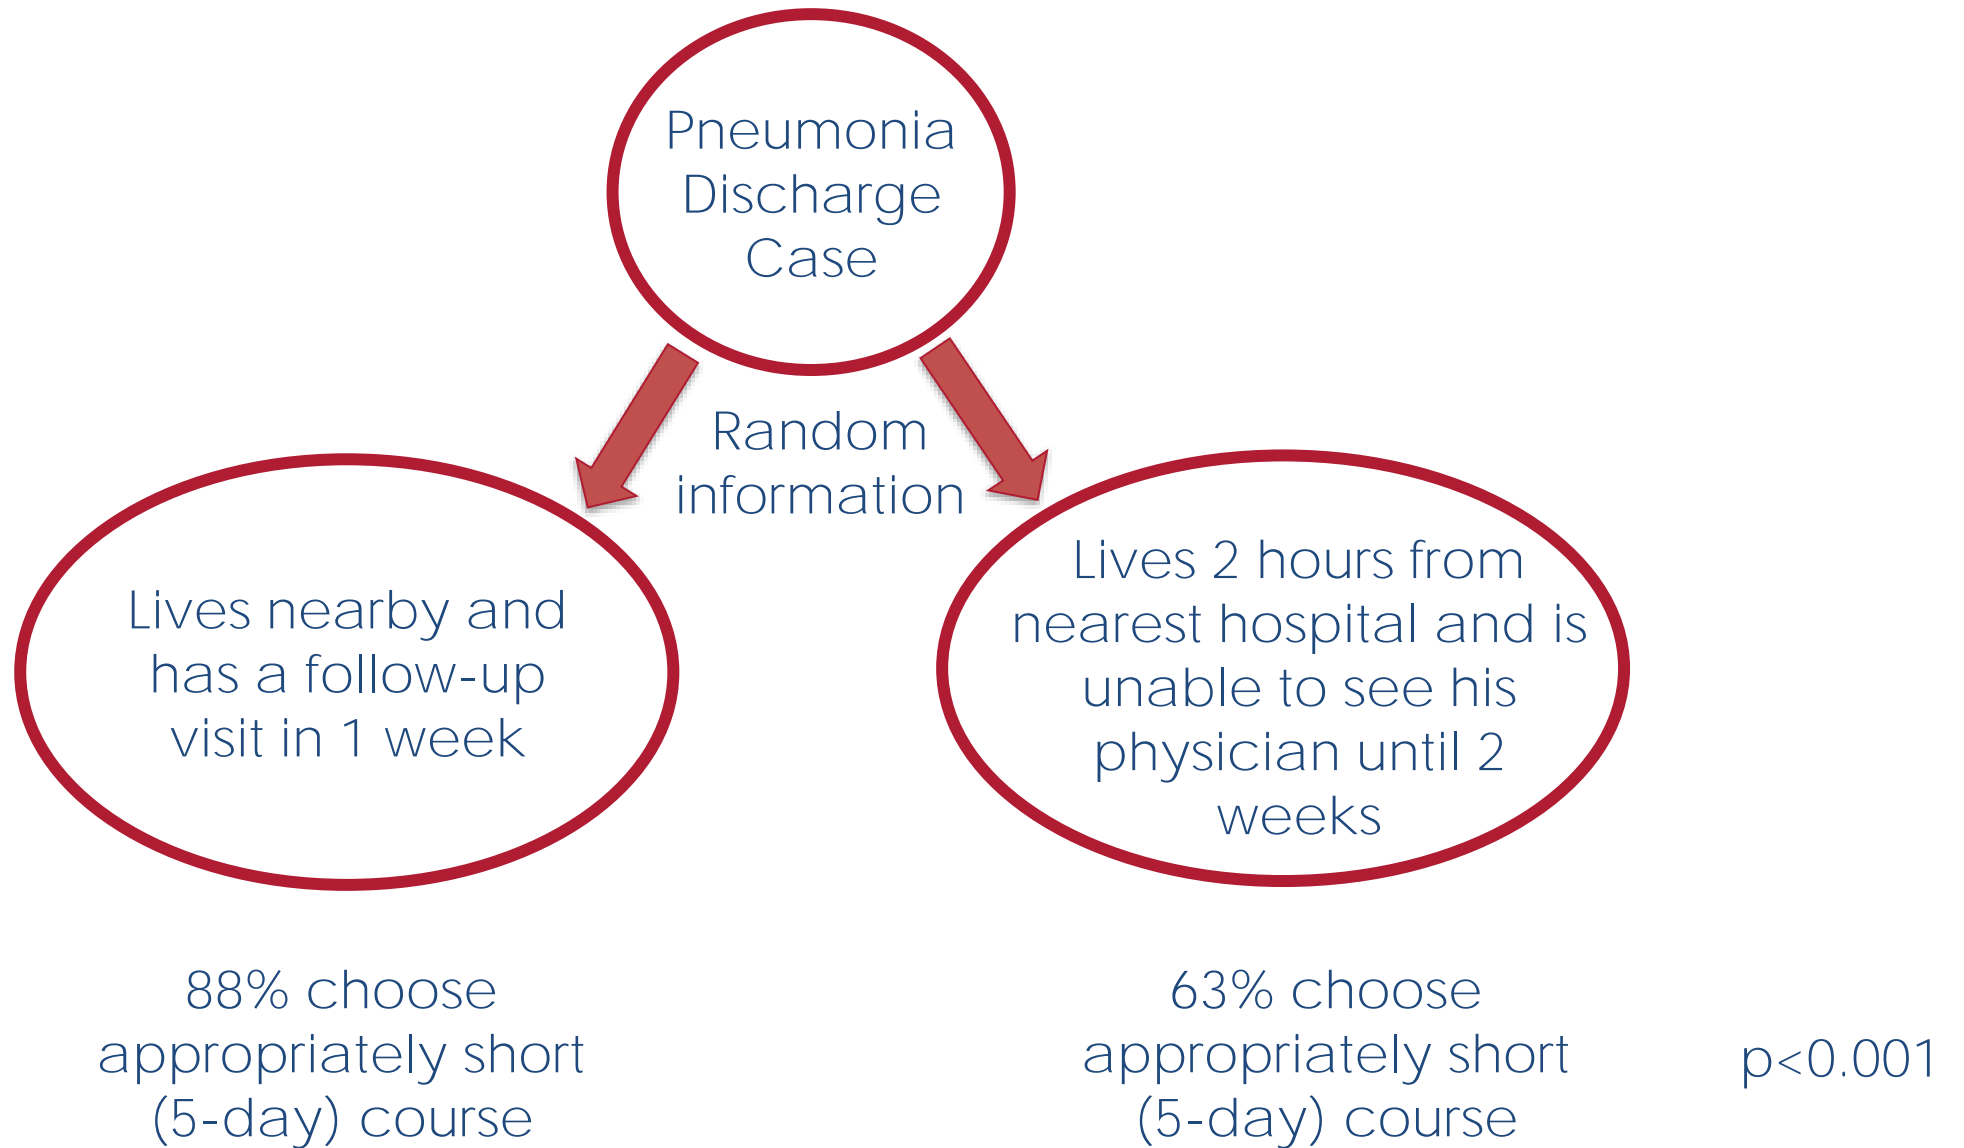 Pneumonia
Discharge
Case
Random
information
Lives nearby and
has a follow-up
visit in 1 week
Lives 2 hours from
nearest hospital and is
unable to see his
physician until 2
weeks
88% choose
appropriately short
(5-day) course
63% choose
appropriately short
(5-day) course
p<0.001